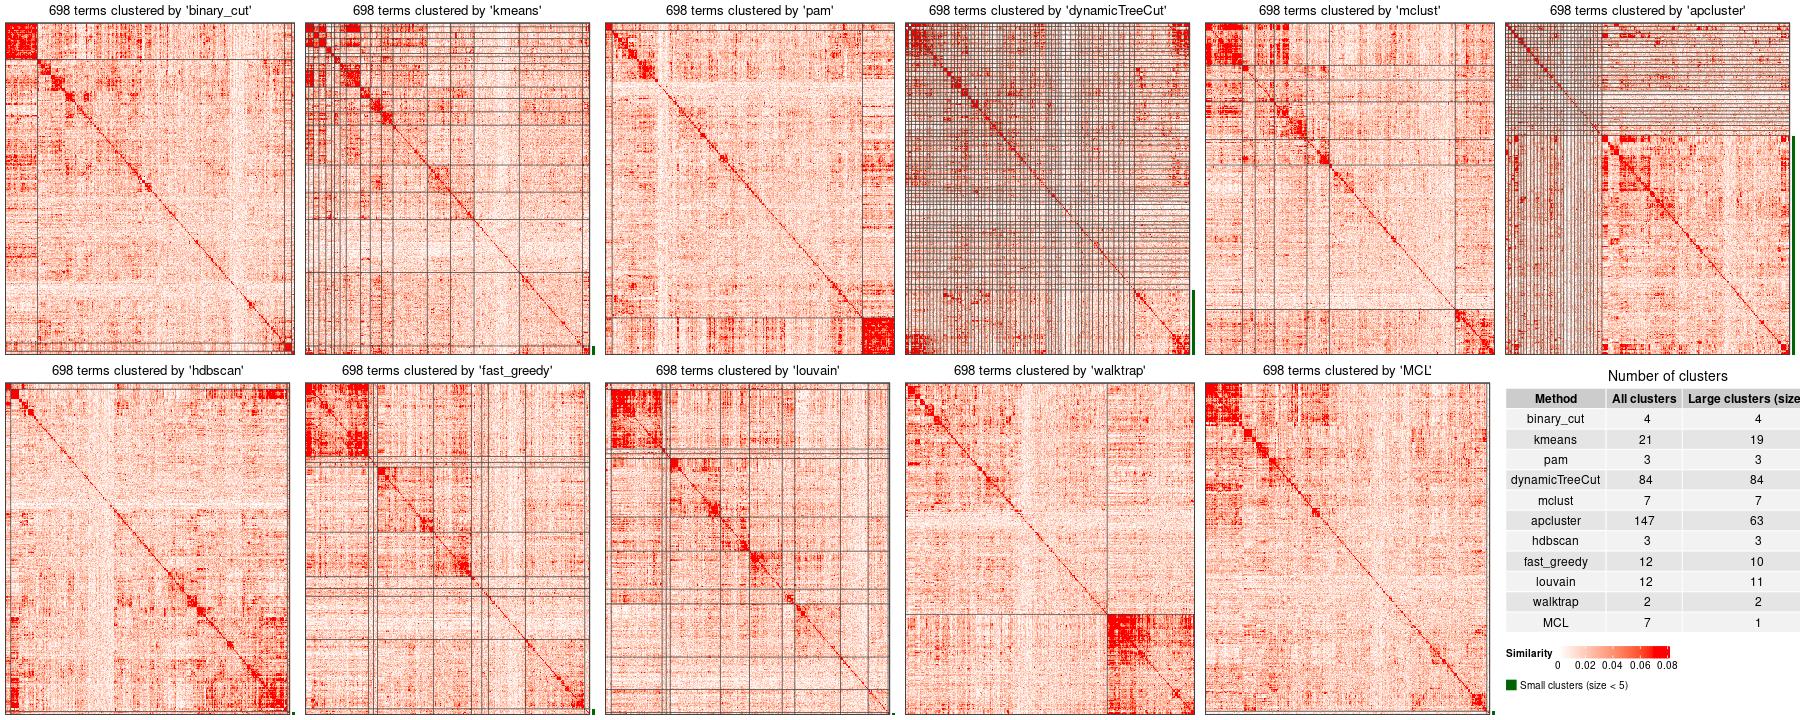 698 terms clustered by 'binary_cut'
698 terms clustered by 'kmeans'
698 terms clustered by 'pam'
698 terms clustered by 'dynamicTreeCut'
698 terms clustered by 'mclust'
698 terms clustered by 'apcluster'
698 terms clustered by 'hdbscan'
698 terms clustered by 'fast_greedy'
698 terms clustered by 'louvain'
698 terms clustered by 'walktrap'
698 terms clustered by 'MCL'
Number of clusters
Method All clusters Large clusters (size
binary_cut 4 4
kmeans 21 19
pam 3 3
dynamicTreeCut 84 84
mclust 7 7
apcluster 147 63
hdbscan 3 3
fast_greedy 12 10
louvain 12 11
walktrap 2 2
MCL 7 1
Similarity
0 0.02 0.04 0.06 0.08
Small clusters (size < 5)